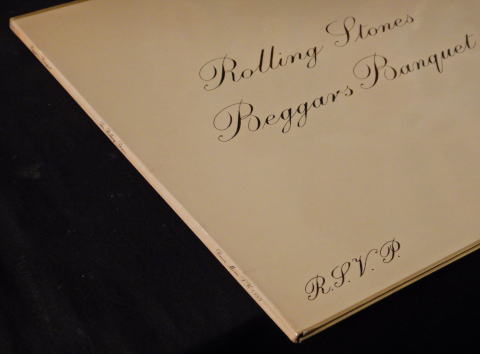 Rolling Stones
Beggars Banquet
R.S.V.P.